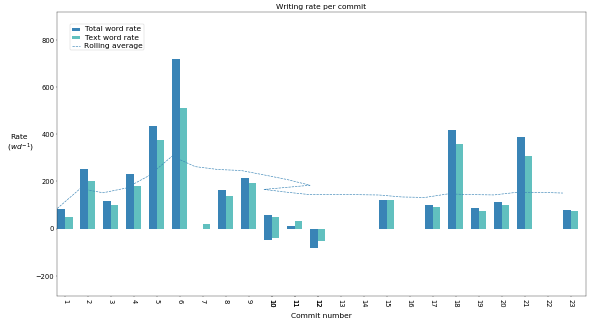 Writing rate per commit
Total word rate
Text word rate
Rolling average
800
600
400
200
0
−200
Rate
(wd⁻¹)
1 2 3 4 5 6 7 8 9 10 11 12 13 14 15 16 17 18 19 20 21 22 23
Commit number